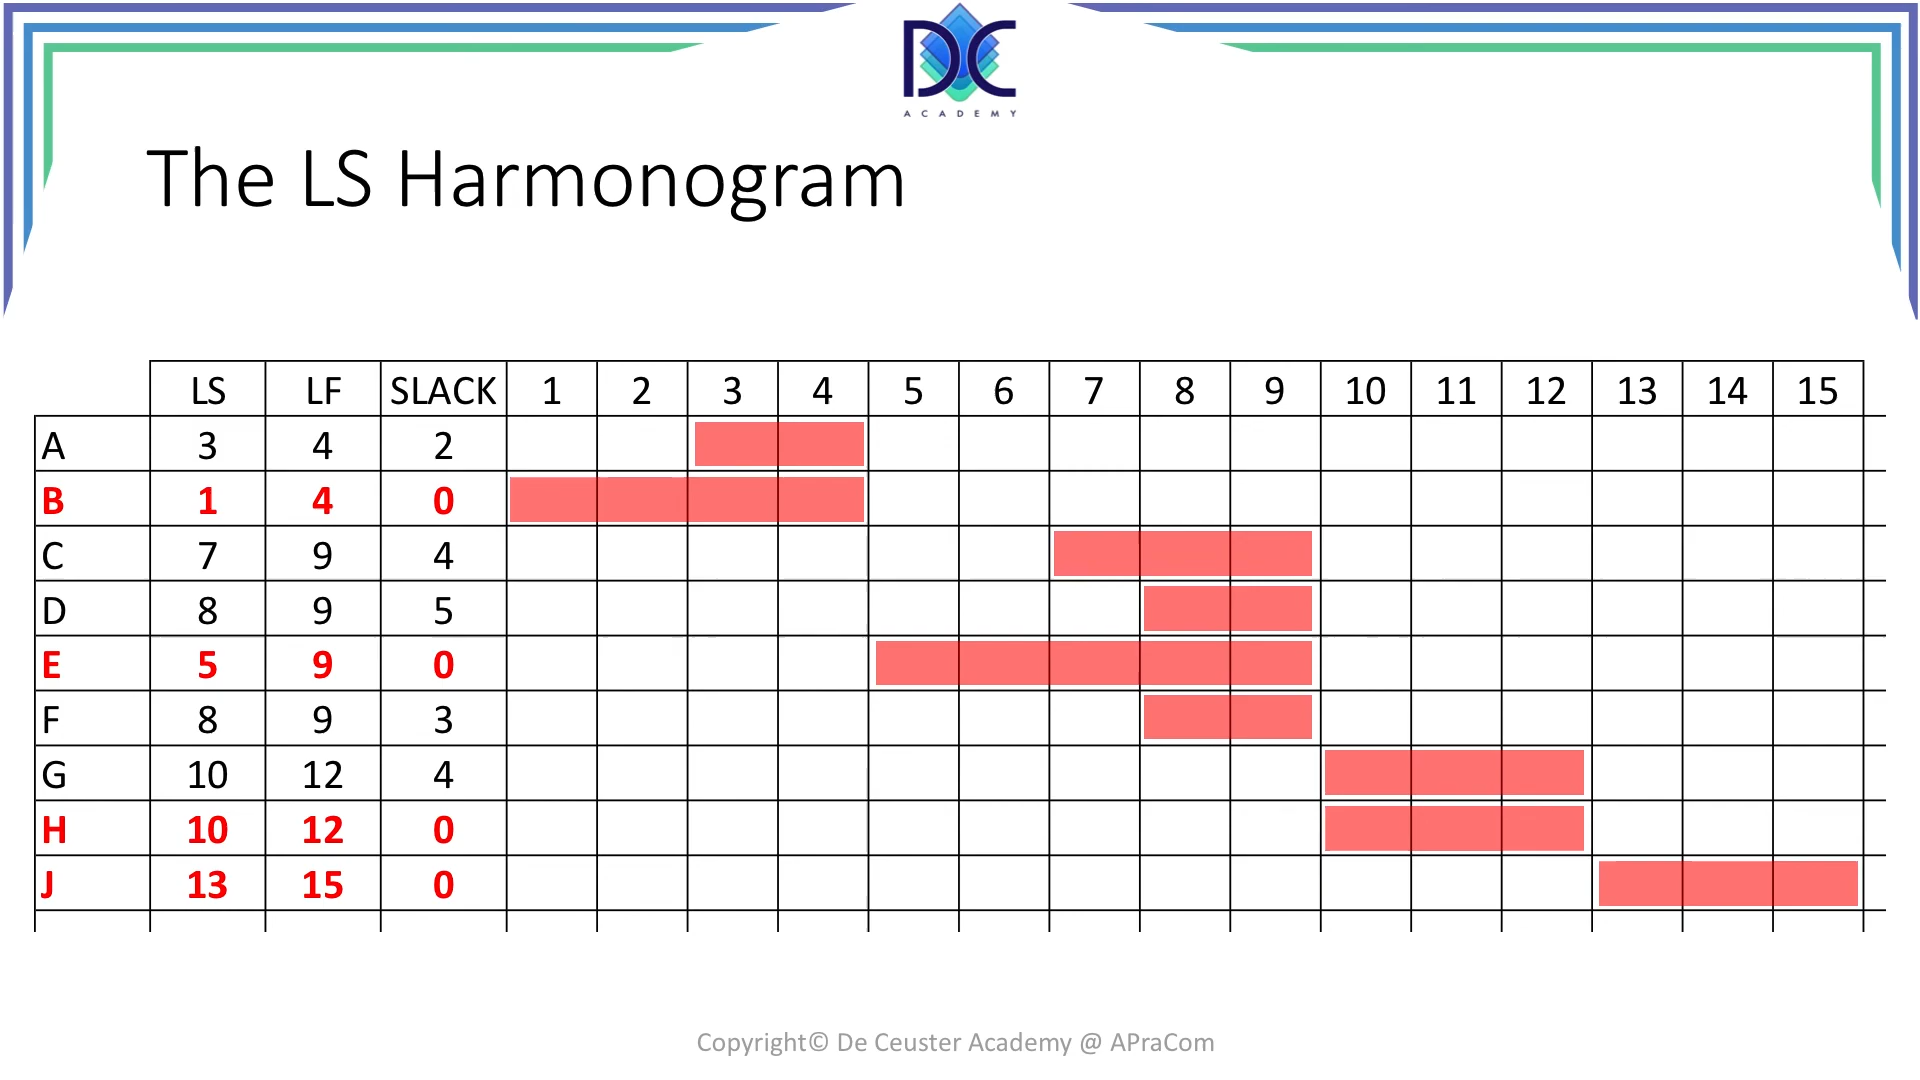 DC
ACADEMY
The LS Harmonogram
LS LF SLACK 1 2 3 4 5 6 7 8 9 10 11 12 13 14 15
A 3 4 2
B 1 4 0
C 7 9 4
D 8 9 5
E 5 9 0
F 8 9 3
G 10 12 4
H 10 12 0
J 13 15 0
Copyright© De Ceuster Academy @ APraCom